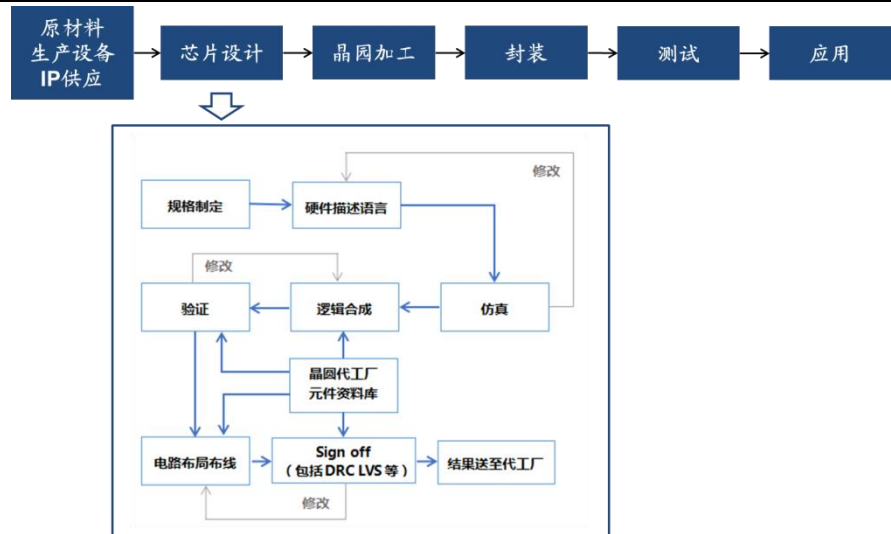 原材料
生产设备
IP供应
芯片设计
晶园加工
封装
测试
应用
修改
规格制定
硬件描述语言
修改
验证
逻辑合成
仿真
晶圆代工厂
元件资料库
电路布局布线
Sign off
（包括DRC LVS等）
结果送至代工厂
修改